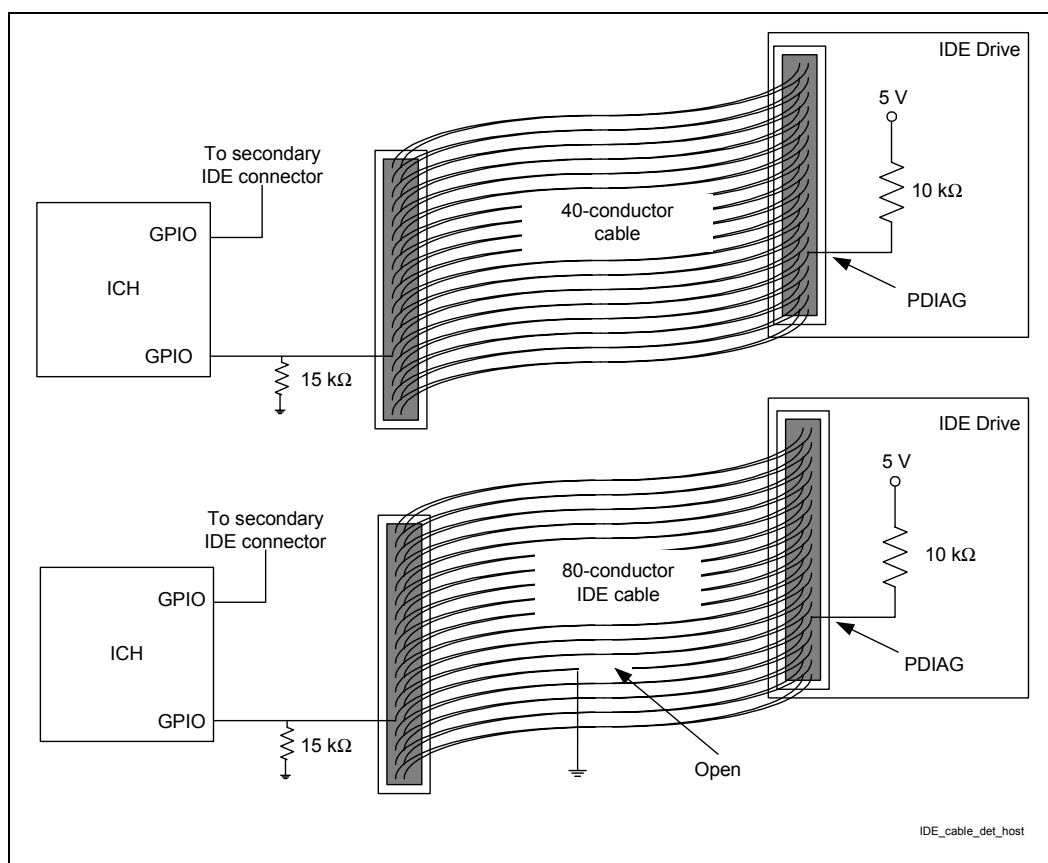 IDE Drive
5 V
To secondary
IDE connector
10 kΩ
40-conductor
cable
GPIO
ICH
PDIAG
GPIO
15 kΩ
IDE Drive
5 V
To secondary
IDE connector
10 kΩ
80-conductor
IDE cable
GPIO
ICH
PDIAG
GPIO
15 kΩ
Open
IDE_cable_det_host